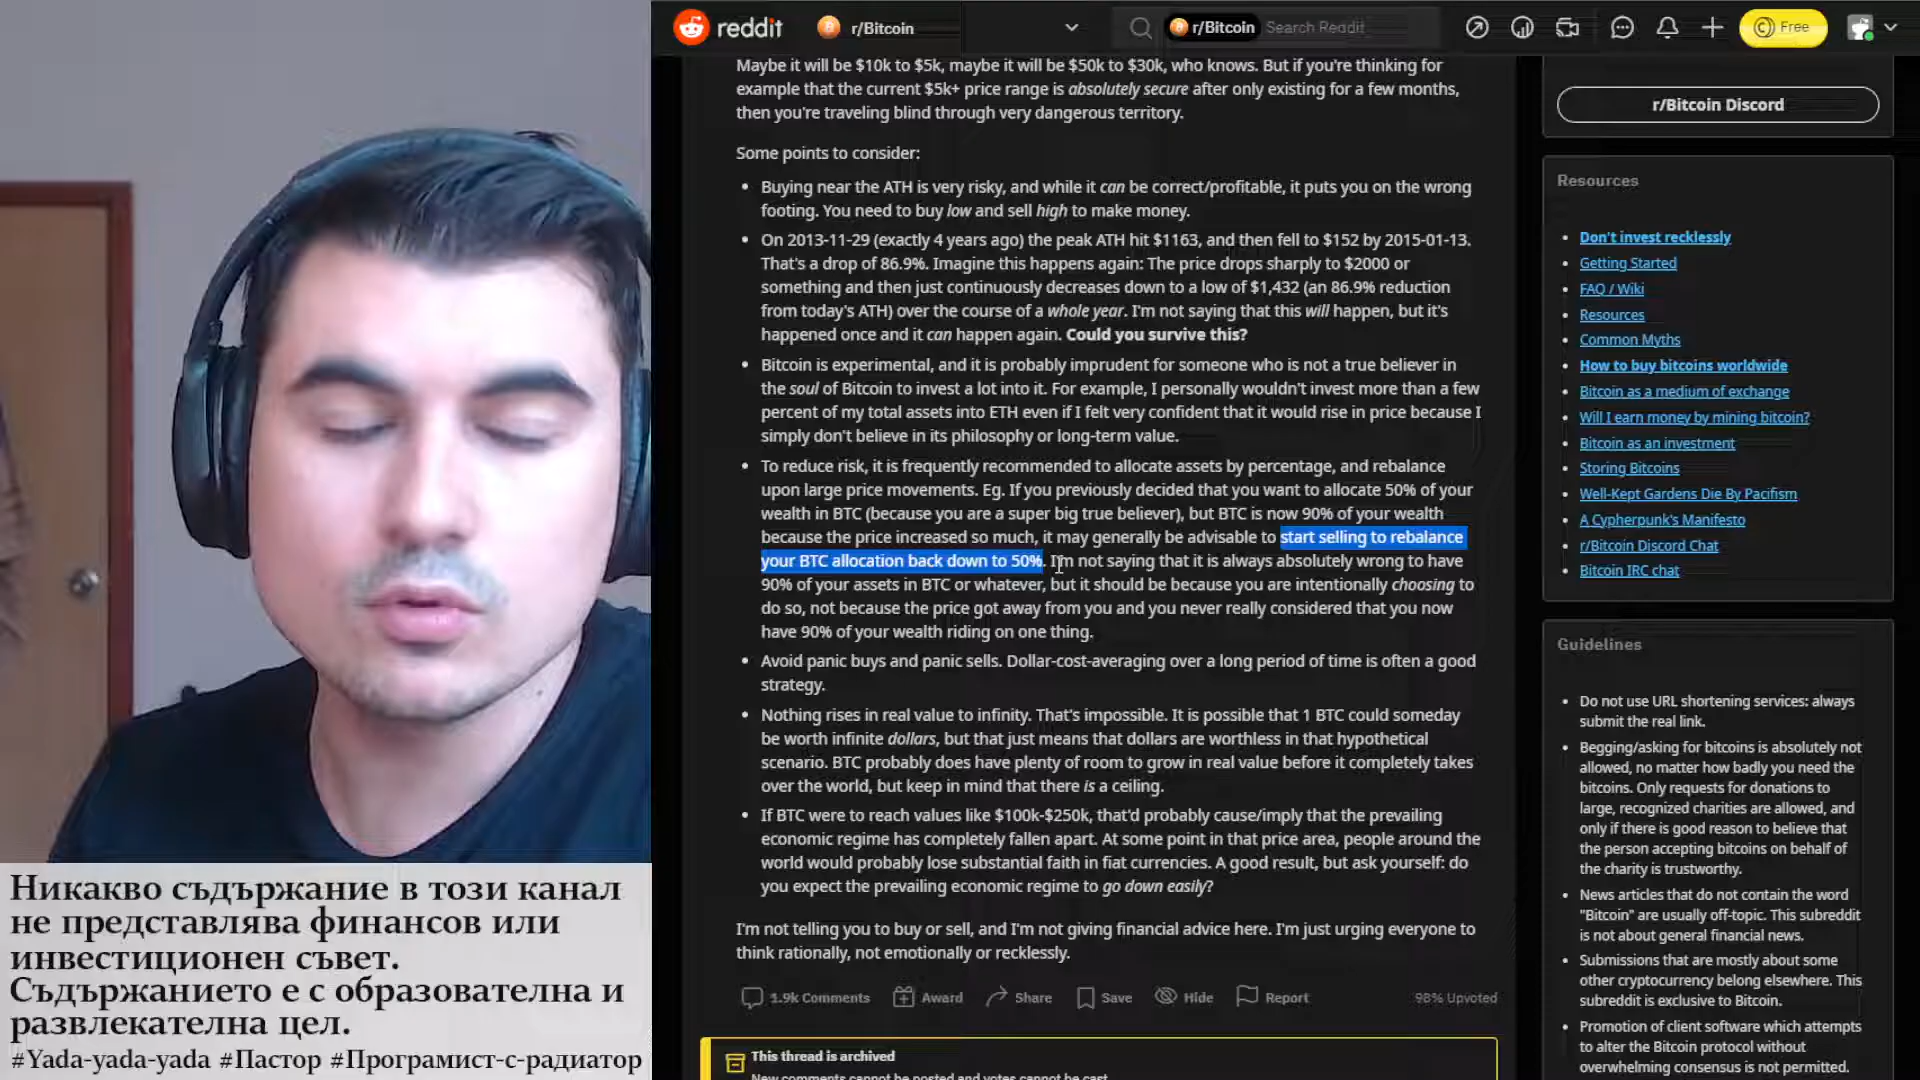 reddit
r/Bitcoin
r/Bitcoin Search Reddit
Free
Maybe it will be $10k to $5k, maybe it will be $50k to $30k, who knows. But if you're thinking for
example that the current $5k+ price range is absolutely secure after only existing for a few months,
then you're traveling blind through very dangerous territory.
Some points to consider:
• Buying near the ATH is very risky, and while it can be correct/profitable, it puts you on the wrong
footing. You need to buy low and sell high to make money.
• On 2013-11-29 (exactly 4 years ago) the peak ATH hit $1163, and then fell to $152 by 2015-01-13.
That's a drop of 86.9%. Imagine this happens again: The price drops sharply to $2000 or
something and then just continuously decreases down to a low of $1,432 (an 86.9% reduction
from today's ATH) over the course of a whole year. I'm not saying that this will happen, but it's
happened once and it can happen again. Could you survive this?
• Bitcoin is experimental, and it is probably imprudent for someone who is not a true believer in
the soul of Bitcoin to invest a lot into it. For example, I personally wouldn't invest more than a few
percent of my total assets into ETH even if I felt very confident that it would rise in price because I
simply don't believe in its philosophy or long-term value.
• To reduce risk, it is frequently recommended to allocate assets by percentage, and rebalance
upon large price movements. Eg. If you previously decided that you want to allocate 50% of your
wealth in BTC (because you are a super big true believer), but BTC is now 90% of your wealth
because the price increased so much, it may generally be advisable to start selling to rebalance
your BTC allocation back down to 50%. I'm not saying that it is always absolutely wrong to have
90% of your assets in BTC or whatever, but it should be because you are intentionally choosing to
do so, not because the price got away from you and you never really considered that you now
have 90% of your wealth riding on one thing.
• Avoid panic buys and panic sells. Dollar-cost-averaging over a long period of time is often a good
strategy.
• Nothing rises in real value to infinity. That's impossible. It is possible that 1 BTC could someday
be worth infinite dollars, but that just means that dollars are worthless in that hypothetical
scenario. BTC probably does have plenty of room to grow in real value before it completely takes
over the world, but keep in mind that there is a ceiling.
• If BTC were to reach values like $100k-$250k, that'd probably cause/imply that the prevailing
economic regime has completely fallen apart. At some point in that price area, people around the
world would probably lose substantial faith in fiat currencies. A good result, but ask yourself: do
you expect the prevailing economic regime to go down easily?
I'm not telling you to buy or sell, and I'm not giving financial advice here. I'm just urging everyone to
think rationally, not emotionally or recklessly.
1.9k Comments Award Share Save Hide Report 98% Upvoted
This thread is archived
New comments cannot be posted and votes cannot be cast
r/Bitcoin Discord
Resources
• Don't invest recklessly
• Getting Started
• FAQ / Wiki
• Resources
• Common Myths
• How to buy bitcoins worldwide
• Bitcoin as a medium of exchange
• Will I earn money by mining bitcoin?
• Bitcoin as an investment
• Storing Bitcoins
• Well-Kept Gardens Die By Pacifism
• A Cypherpunk's Manifesto
• r/Bitcoin Discord Chat
• Bitcoin IRC chat
Guidelines
• Do not use URL shortening services: always
submit the real link.
• Begging/asking for bitcoins is absolutely not
allowed, no matter how badly you need the
bitcoins. Only requests for donations to
large, recognized charities are allowed, and
only if there is good reason to believe that
the person accepting bitcoins on behalf of
the charity is trustworthy.
• News articles that do not contain the word
"Bitcoin" are usually off-topic. This subreddit
is not about general financial news.
• Submissions that are mostly about some
other cryptocurrency belong elsewhere. This
subreddit is exclusive to Bitcoin.
• Promotion of client software which attempts
to alter the Bitcoin protocol without
overwhelming consensus is not permitted.
Никакво съдържание в този канал
не представлява финансов или
инвестиционен съвет.
Съдържанието е с образователна и
развлекателна цел.
#Yada-yada-yada #Пастор #Програмист-с-радиатор